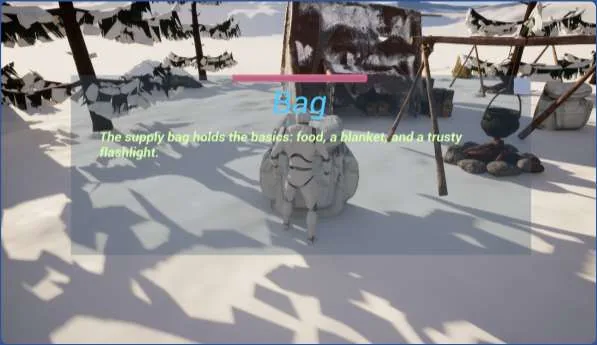 Bag
The supply bag holds the basics: food, a blanket, and a trusty
flashlight.